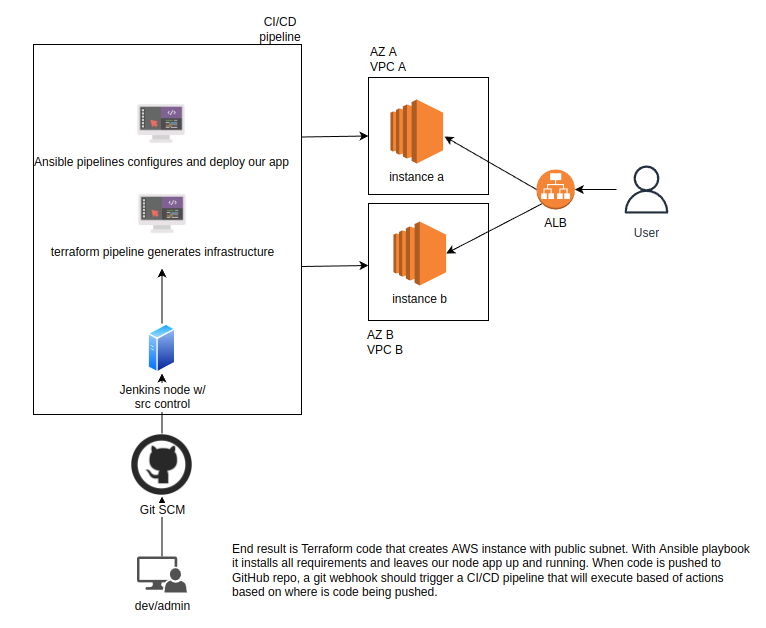 CI/CD
pipeline
AZ A
VPC A
Ansible pipelines configures and deploy our app
instance a
terraform pipeline generates infrastructure
ALB
User
instance b
AZ B
VPC B
Jenkins node w/
src control
Git SCM
End result is Terraform code that creates AWS instance with public subnet. With Ansible playbook
it installs all requirements and leaves our node app up and running. When code is pushed to
GitHub repo, a git webhook should trigger a CI/CD pipeline that will execute based of actions
based on where is code being pushed.
dev/admin